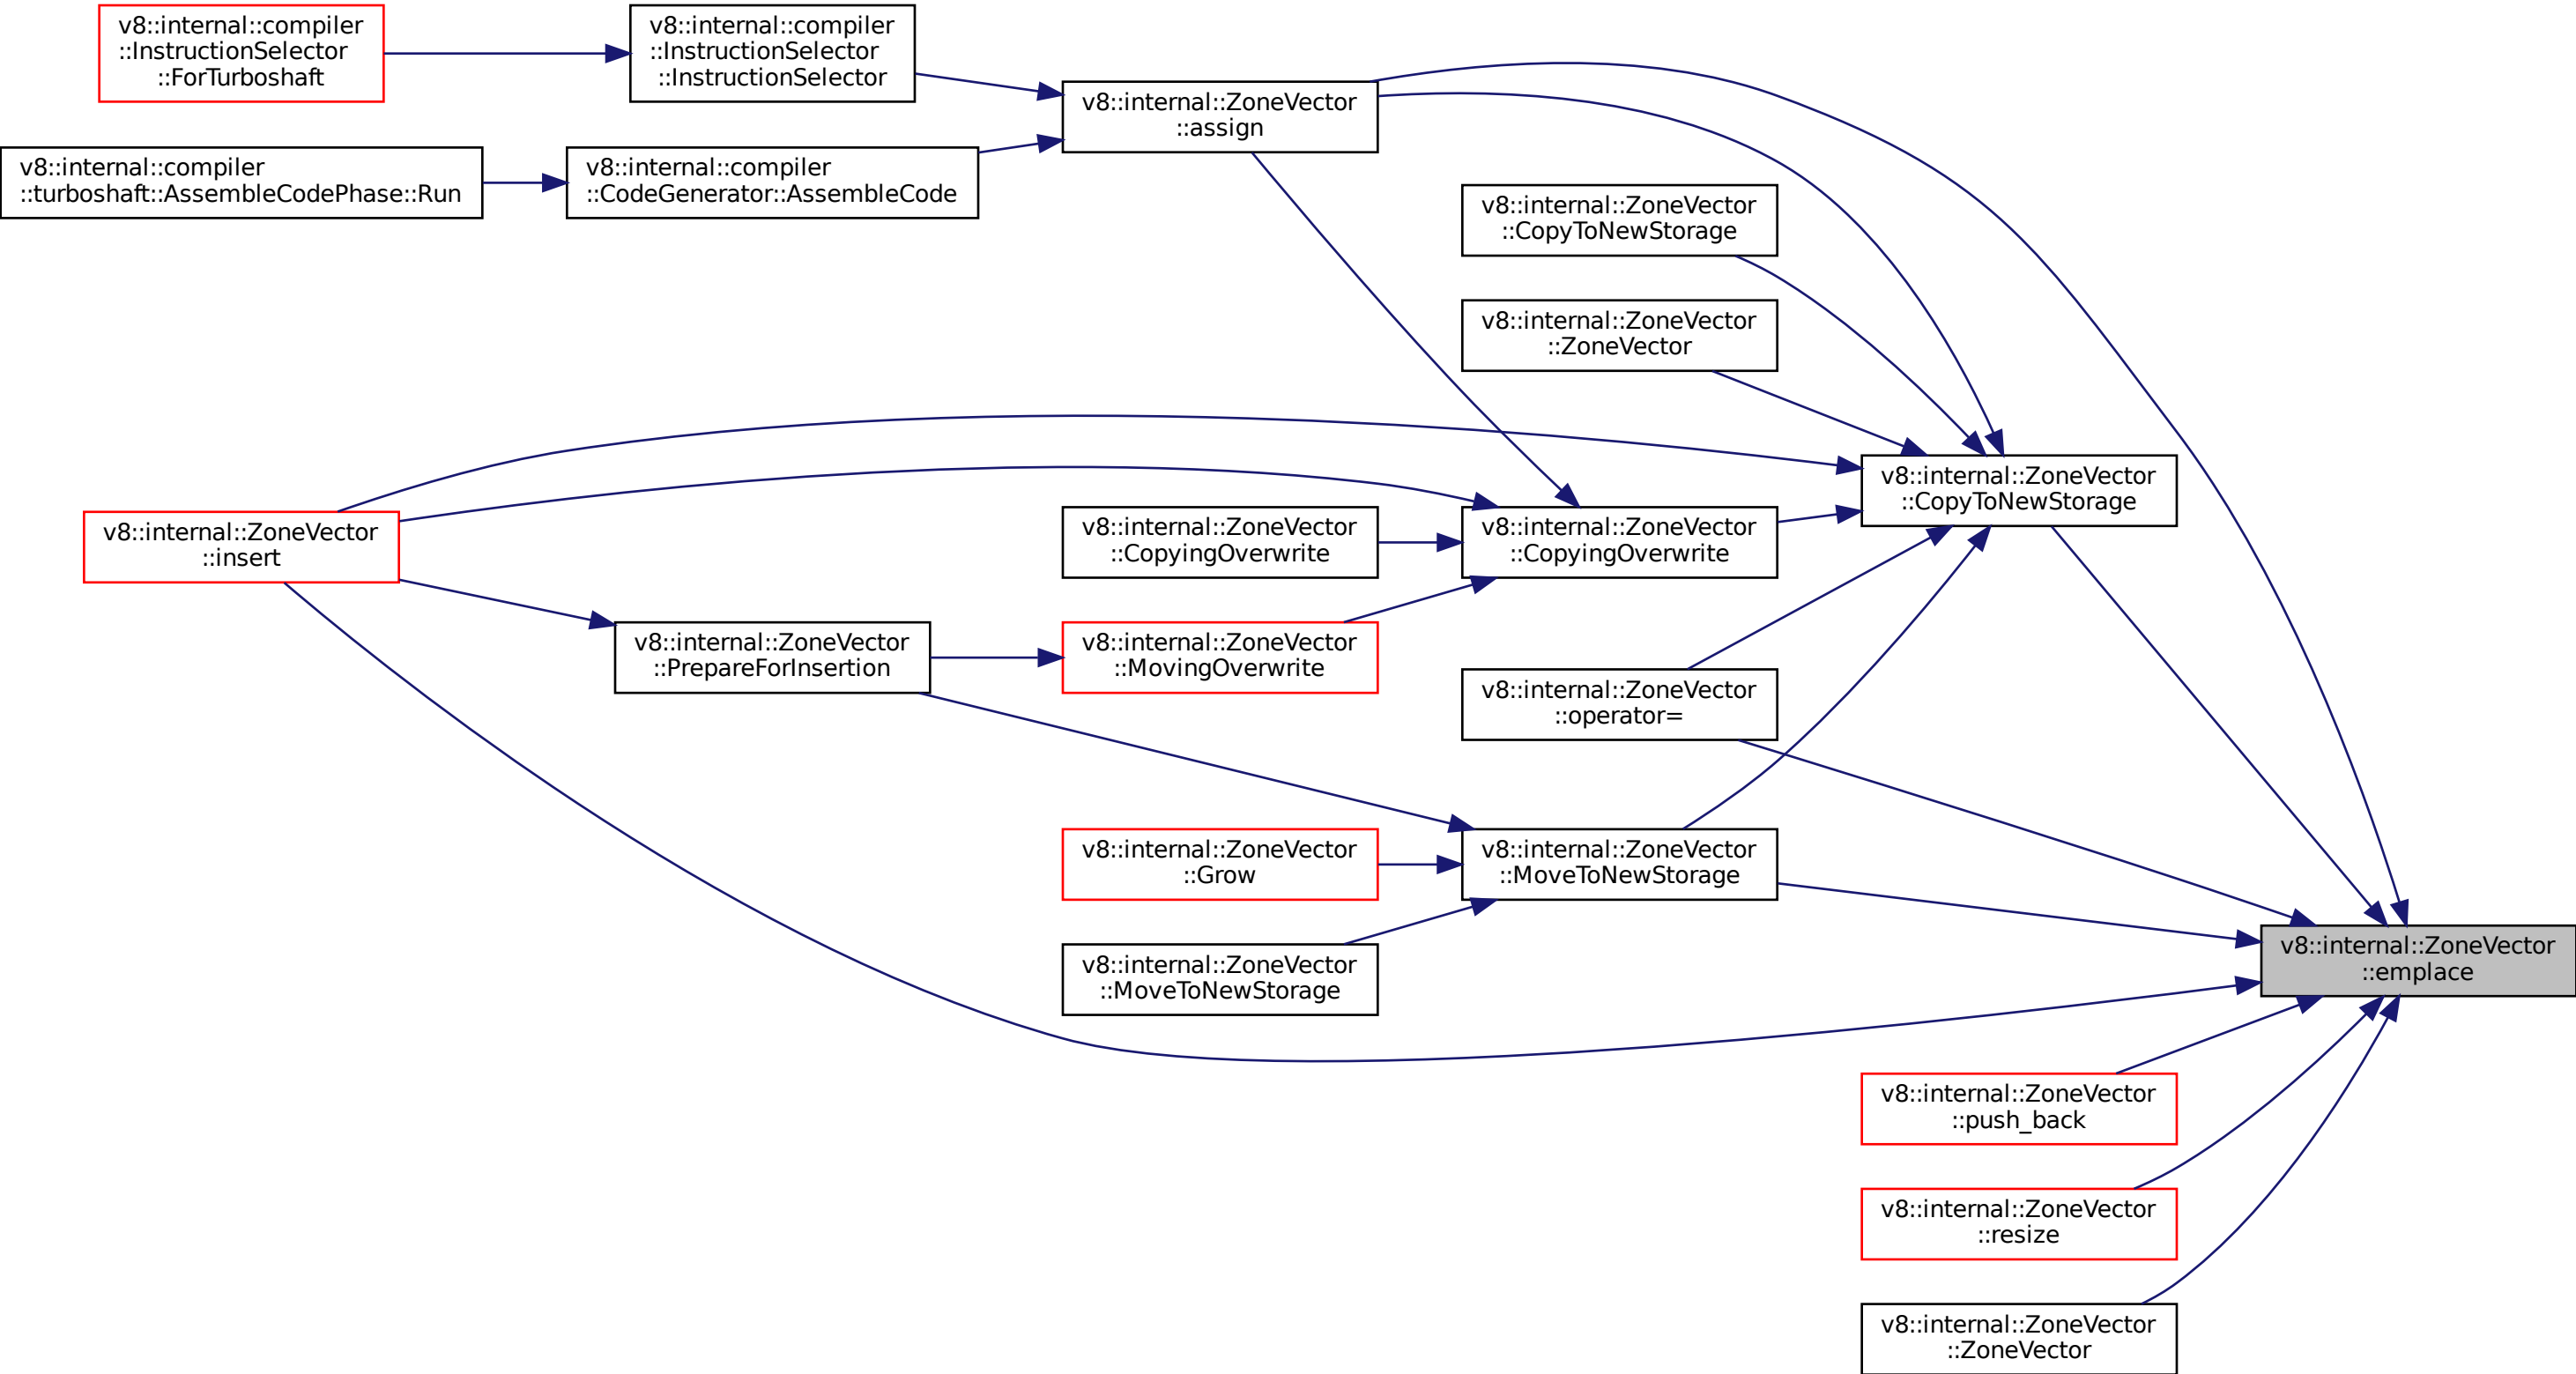 v8::internal::compiler
::InstructionSelector
::ForTurboshaft
v8::internal::compiler
::InstructionSelector
::InstructionSelector
v8::internal::ZoneVector
::assign
v8::internal::compiler
::turboshaft::AssembleCodePhase::Run
v8::internal::compiler
::CodeGenerator::AssembleCode
v8::internal::ZoneVector
::CopyToNewStorage
v8::internal::ZoneVector
::ZoneVector
v8::internal::ZoneVector
::CopyToNewStorage
v8::internal::ZoneVector
::insert
v8::internal::ZoneVector
::CopyingOverwrite
v8::internal::ZoneVector
::CopyingOverwrite
v8::internal::ZoneVector
::PrepareForInsertion
v8::internal::ZoneVector
::MovingOverwrite
v8::internal::ZoneVector
::operator=
v8::internal::ZoneVector
::Grow
v8::internal::ZoneVector
::MoveToNewStorage
v8::internal::ZoneVector
::MoveToNewStorage
v8::internal::ZoneVector
::emplace
v8::internal::ZoneVector
::push_back
v8::internal::ZoneVector
::resize
v8::internal::ZoneVector
::ZoneVector